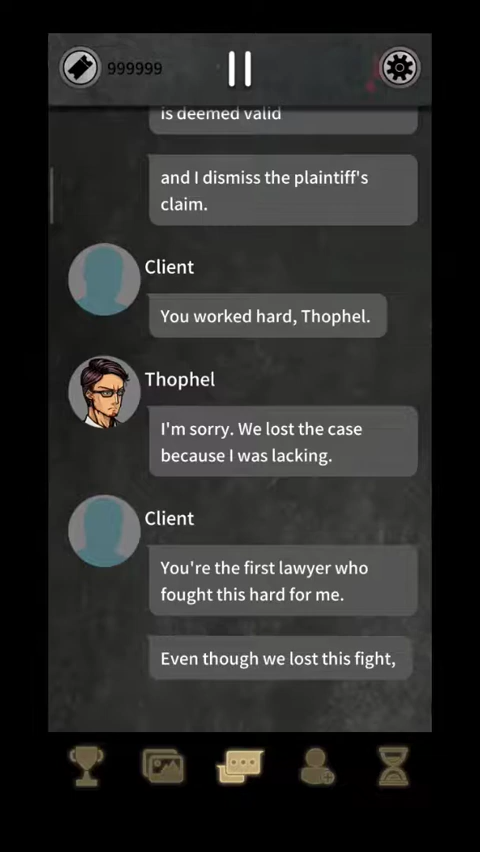 999999
is deemed valid
and I dismiss the plaintiff's
claim.
Client
You worked hard, Thophel.
Thophel
I'm sorry. We lost the case
because I was lacking.
Client
You're the first lawyer who
fought this hard for me.
Even though we lost this fight,